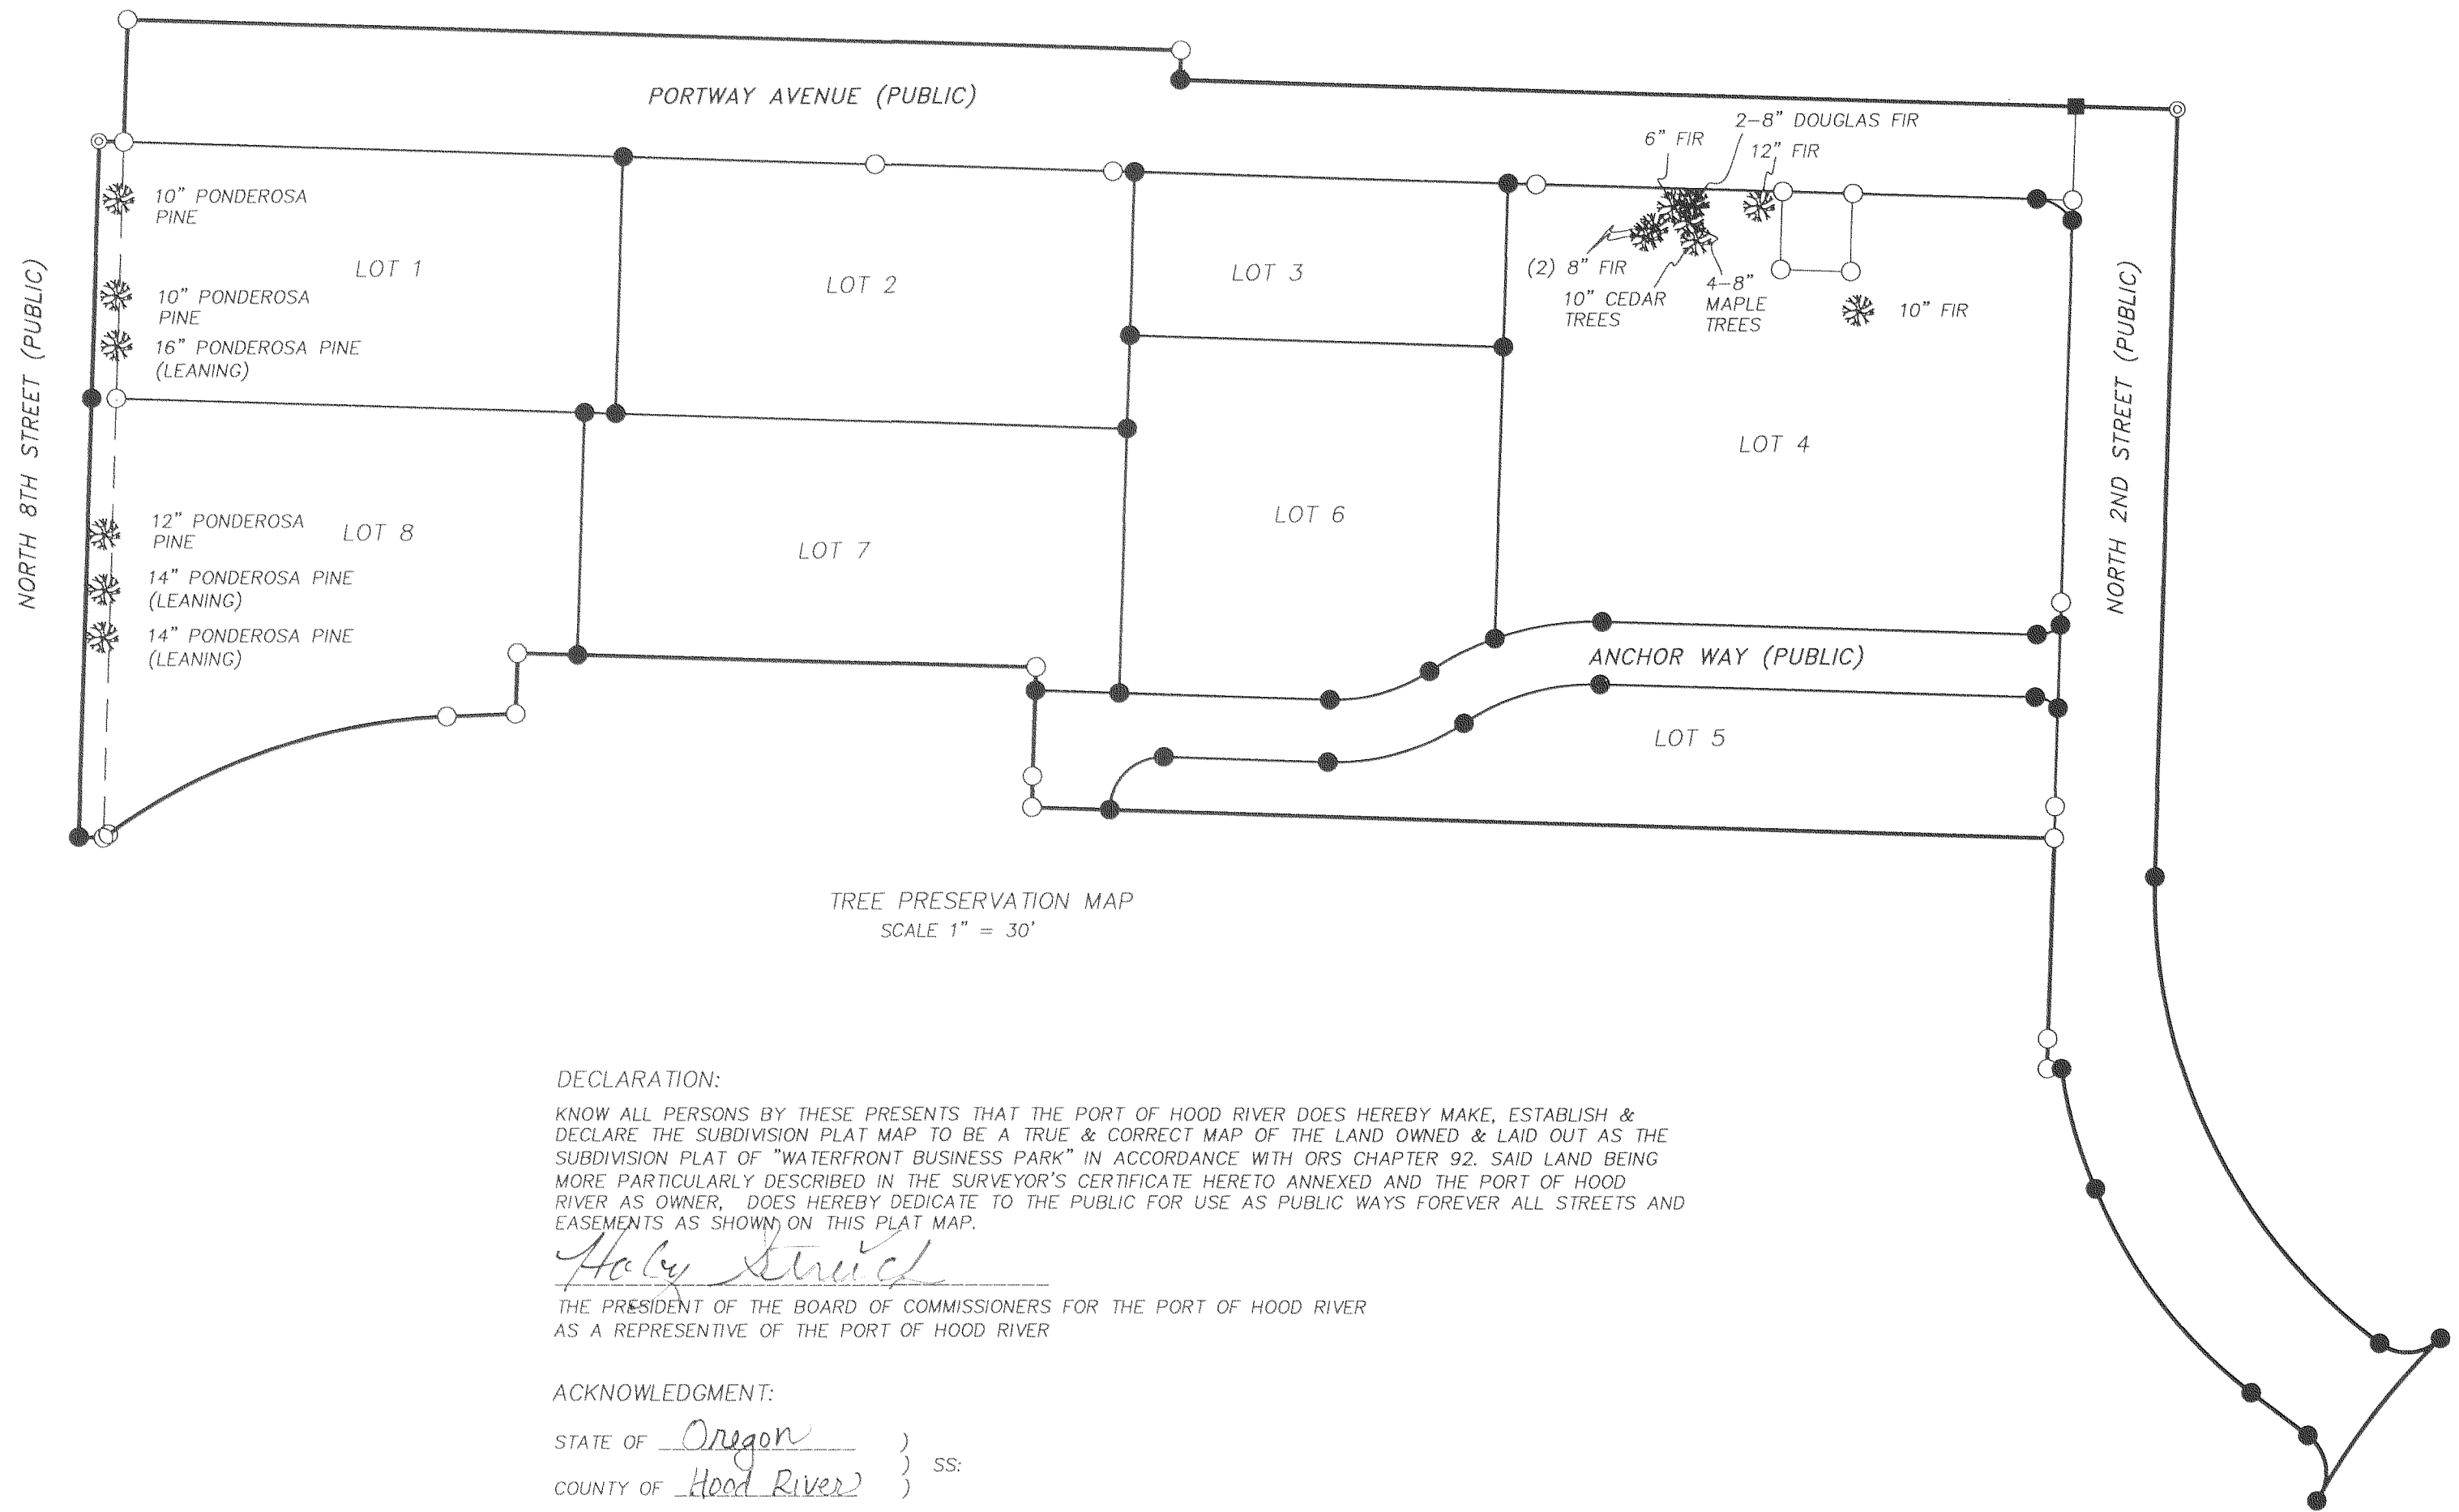 PORTWAY AVENUE (PUBLIC)
2-8" DOUGLAS FIR
6" FIR
12" FIR
10" PONDEROSA
PINE
LOT 1
LOT 2
LOT 3
(2) 8" FIR
10" CEDAR
TREES
4-8"
MAPLE
TREES
10" FIR
10" PONDEROSA
PINE
16" PONDEROSA PINE
(LEANING)
NORTH 8TH STREET (PUBLIC)
NORTH 2ND STREET (PUBLIC)
LOT 4
12" PONDEROSA
PINE
LOT 8
LOT 7
LOT 6
14" PONDEROSA PINE
(LEANING)
14" PONDEROSA PINE
(LEANING)
ANCHOR WAY (PUBLIC)
LOT 5
TREE PRESERVATION MAP
SCALE 1" = 30'
DECLARATION:
KNOW ALL PERSONS BY THESE PRESENTS THAT THE PORT OF HOOD RIVER DOES HEREBY MAKE, ESTABLISH &
DECLARE THE SUBDIVISION PLAT MAP TO BE A TRUE & CORRECT MAP OF THE LAND OWNED & LAID OUT AS THE
SUBDIVISION PLAT OF "WATERFRONT BUSINESS PARK" IN ACCORDANCE WITH ORS CHAPTER 92. SAID LAND BEING
MORE PARTICULARLY DESCRIBED IN THE SURVEYOR'S CERTIFICATE HERETO ANNEXED AND THE PORT OF HOOD
RIVER AS OWNER, DOES HEREBY DEDICATE TO THE PUBLIC FOR USE AS PUBLIC WAYS FOREVER ALL STREETS AND
EASEMENTS AS SHOWN ON THIS PLAT MAP.
THE PRESIDENT OF THE BOARD OF COMMISSIONERS FOR THE PORT OF HOOD RIVER
AS A REPRESENTIVE OF THE PORT OF HOOD RIVER
ACKNOWLEDGMENT:
STATE OF Oregon )
) SS:
COUNTY OF Hood River )